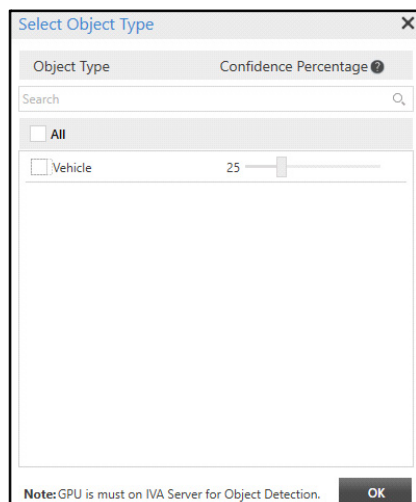 Select Object Type
Object Type Confidence Percentage
Search
All
Vehicle 25
Note: GPU is must on IVA Server for Object Detection. OK